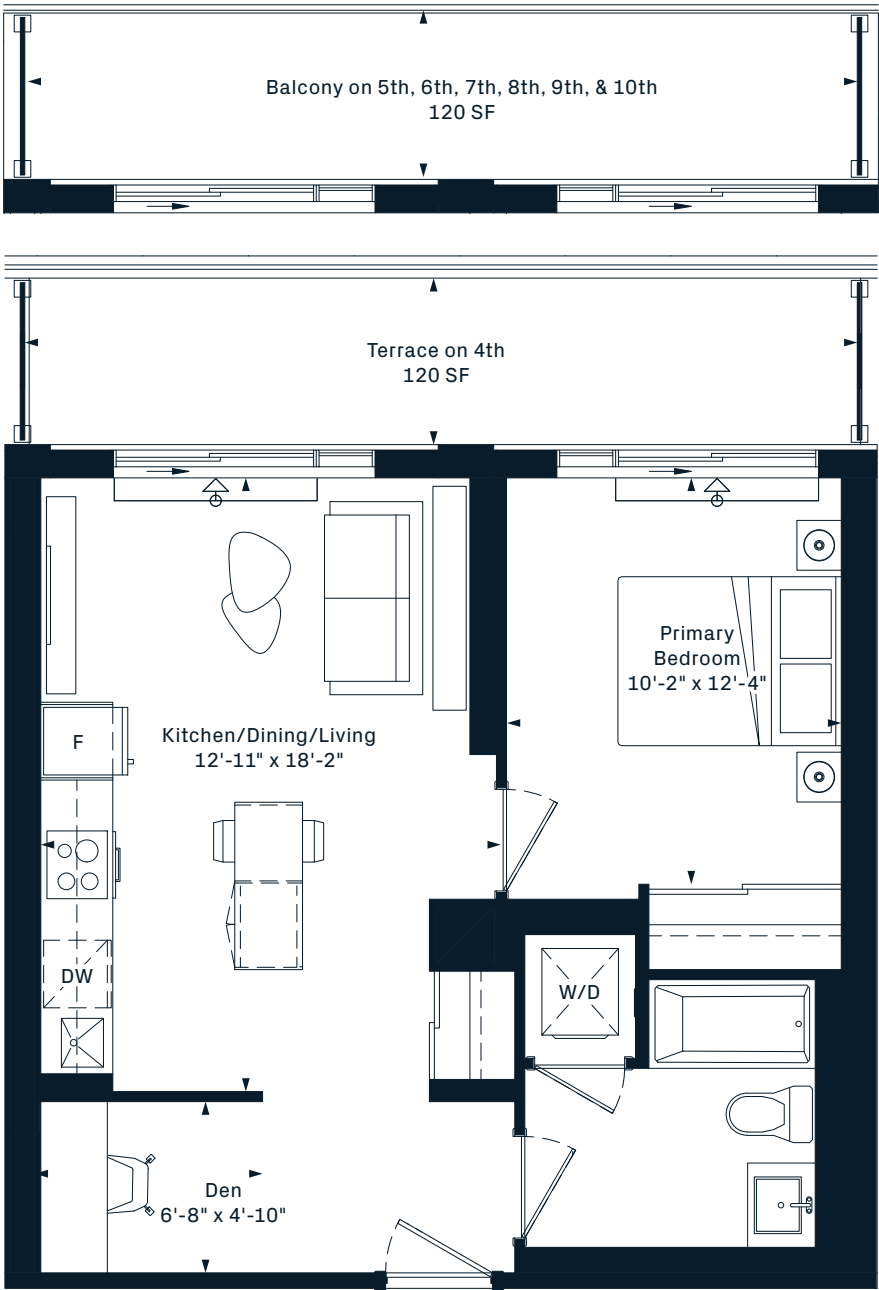 Balcony on 5th, 6th, 7th, 8th, 9th, & 10th
120 SF
Terrace on 4th
120 SF
Primary
Bedroom
10'-2" x 12'-4"
F
Kitchen/Dining/Living
12'-11" x 18'-2"
DW
W/D
Den
6'-8" x 4'-10"